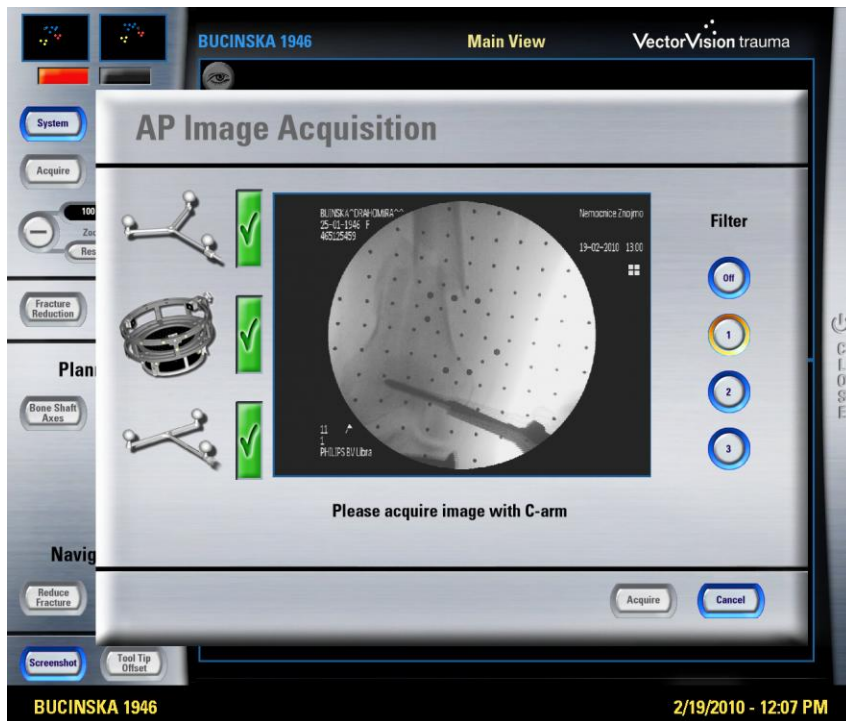 BUCINSKA 1946
Main View
VectorVision trauma
System
Acquire
100
Zoo
Res
Fracture
Reduction
Plan
Bone Shaft
Axes
Navig
Reduce
Fracture
Screenshot
Tool Tip
Offset
AP Image Acquisition
BUINSKA^DRAHOMIRA^^
25-01-1946 F
465125459
Nemocnice Znojmo
19-02-2010 13:00
11
1
PHILIPS BV Libra
Filter
Off
1
2
3
Please acquire image with C-arm
Acquire
Cancel
CLOSE
BUCINSKA 1946
2/19/2010 - 12:07 PM